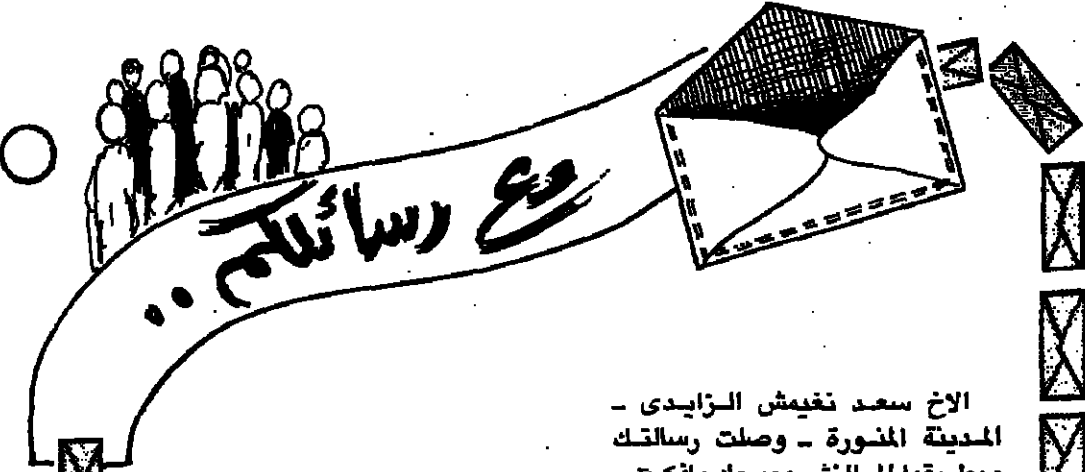 مع رسائلكم ..
الاخ سعد نغيمش الزايدى -
المدينة المنورة - وصلت رسالتك